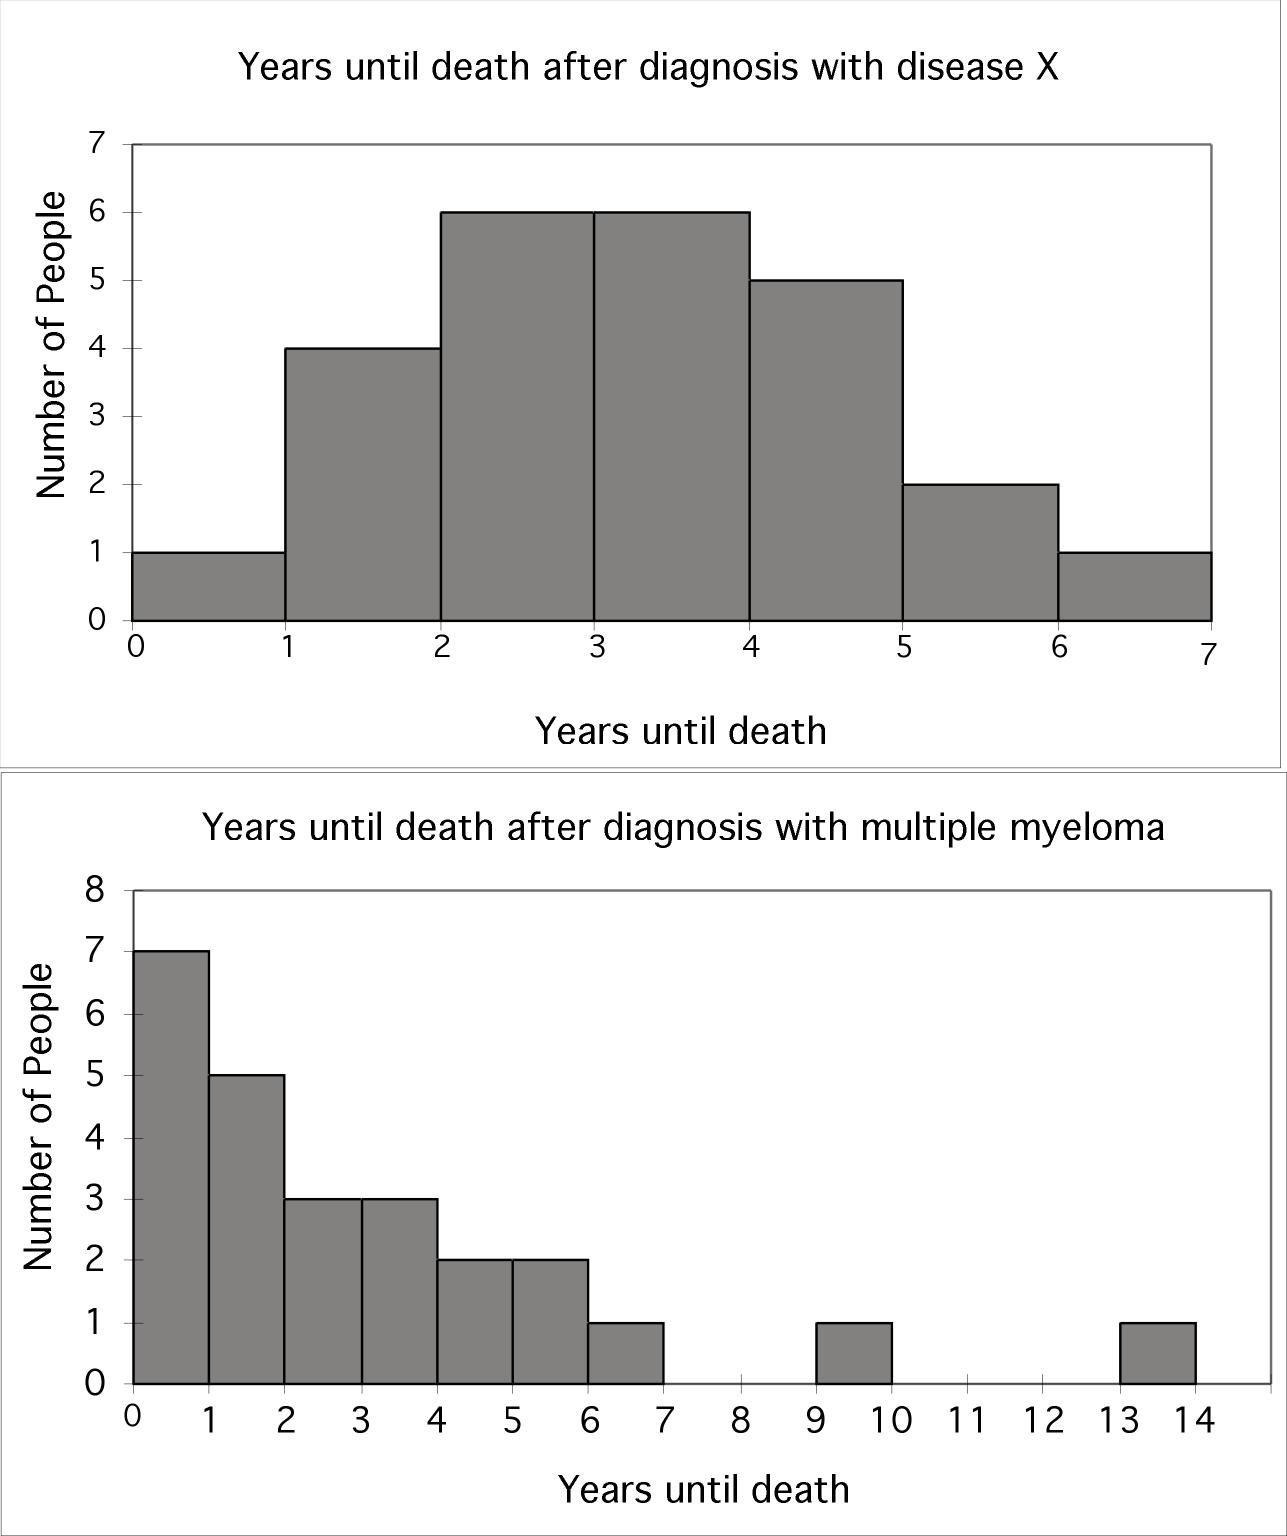 Years until death after diagnosis with disease X
7
6
5
4
3
2
1
0
Number of People
0 1 2 3 4 5 6 7
Years until death
Years until death after diagnosis with multiple myeloma
8
7
6
5
4
3
2
1
0
Number of People
0 1 2 3 4 5 6 7 8 9 10 11 12 13 14
Years until death